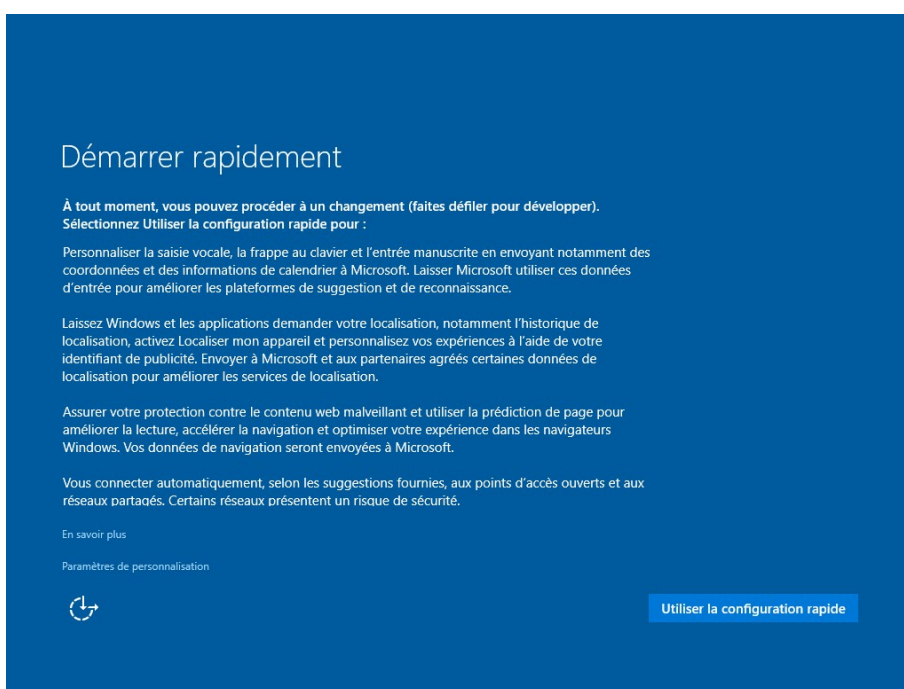 Démarrer rapidement
À tout moment, vous pouvez procéder à un changement (faites défiler pour développer).
Sélectionnez Utiliser la configuration rapide pour :
Personnaliser la saisie vocale, la frappe au clavier et l'entrée manuscrite en envoyant notamment des
coordonnées et des informations de calendrier à Microsoft. Laisser Microsoft utiliser ces données
d'entrée pour améliorer les plateformes de suggestion et de reconnaissance.
Laissez Windows et les applications demander votre localisation, notamment l'historique de
localisation, activez Localiser mon appareil et personnalisez vos expériences à l'aide de votre
identifiant de publicité. Envoyer à Microsoft et aux partenaires agréés certaines données de
localisation pour améliorer les services de localisation.
Assurer votre protection contre le contenu web malveillant et utiliser la prédiction de page pour
améliorer la lecture, accélérer la navigation et optimiser votre expérience dans les navigateurs
Windows. Vos données de navigation seront envoyées à Microsoft.
Vous connecter automatiquement, selon les suggestions fournies, aux points d'accès ouverts et aux
réseaux partagés. Certains réseaux présentent un risque de sécurité.
En savoir plus
Paramètres de personnalisation
Utiliser la configuration rapide